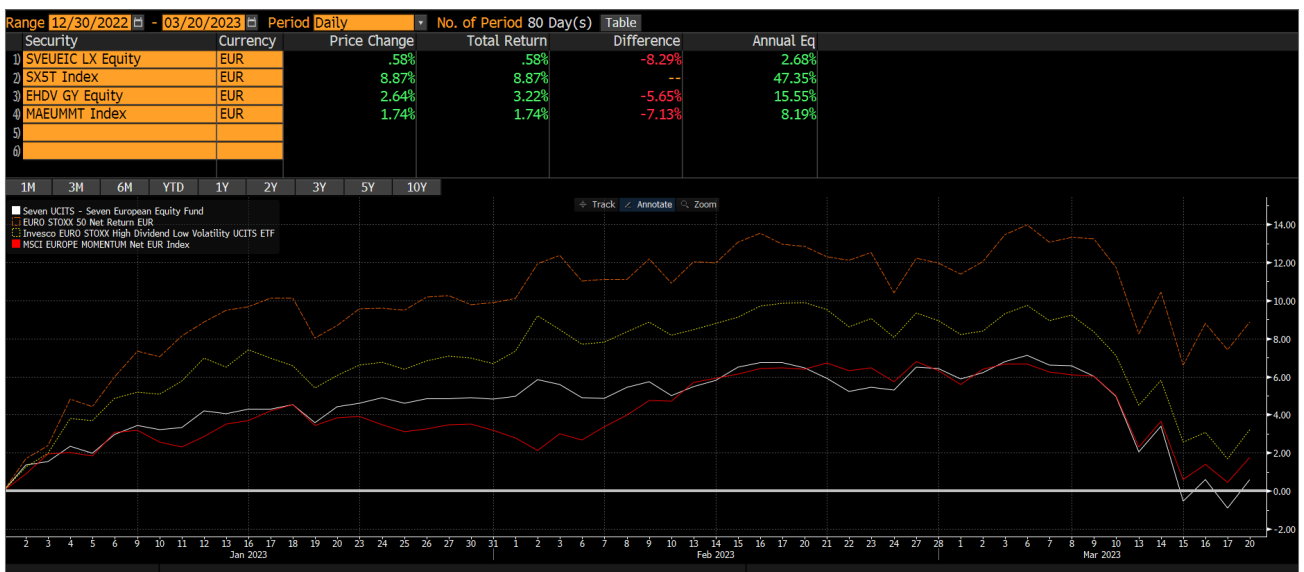 Range 12/30/2022 - 03/20/2023 Period Daily No. of Period 80 Day(s) Table
Security Currency Price Change Total Return Difference Annual Eq
1) SVEUEIC LX Equity EUR .58% .58% -8.29% 2.68%
2) SX5T Index EUR 8.87% 8.87% -- 47.35%
3) EHDV GY Equity EUR 2.64% 3.22% -5.65% 15.55%
4) MAEUMMT Index EUR 1.74% 1.74% -7.13% 8.19%
5)
6)
1M 3M 6M YTD 1Y 2Y 3Y 5Y 10Y
Track Annotate Zoom
Seven UCITS - Seven European Equity Fund
EURO STOXX 50 Net Return EUR
Invesco EURO STOXX High Dividend Low Volatility UCITS ETF
MSCI EUROPE MOMENTUM Net EUR Index
14.00
12.00
10.00
8.00
6.00
4.00
2.00
0.00
-2.00
2 3 4 5 6 9 10 11 12 13 16 17 18 19 20 23 24 25 26 27 30 31 1 2 3 6 7 8 9 10 13 14 15 16 17 20 21 22 23 24 27 28 1 2 3 6 7 8 9 10 13 14 15 16 17 20
Jan 2023 Feb 2023 Mar 2023